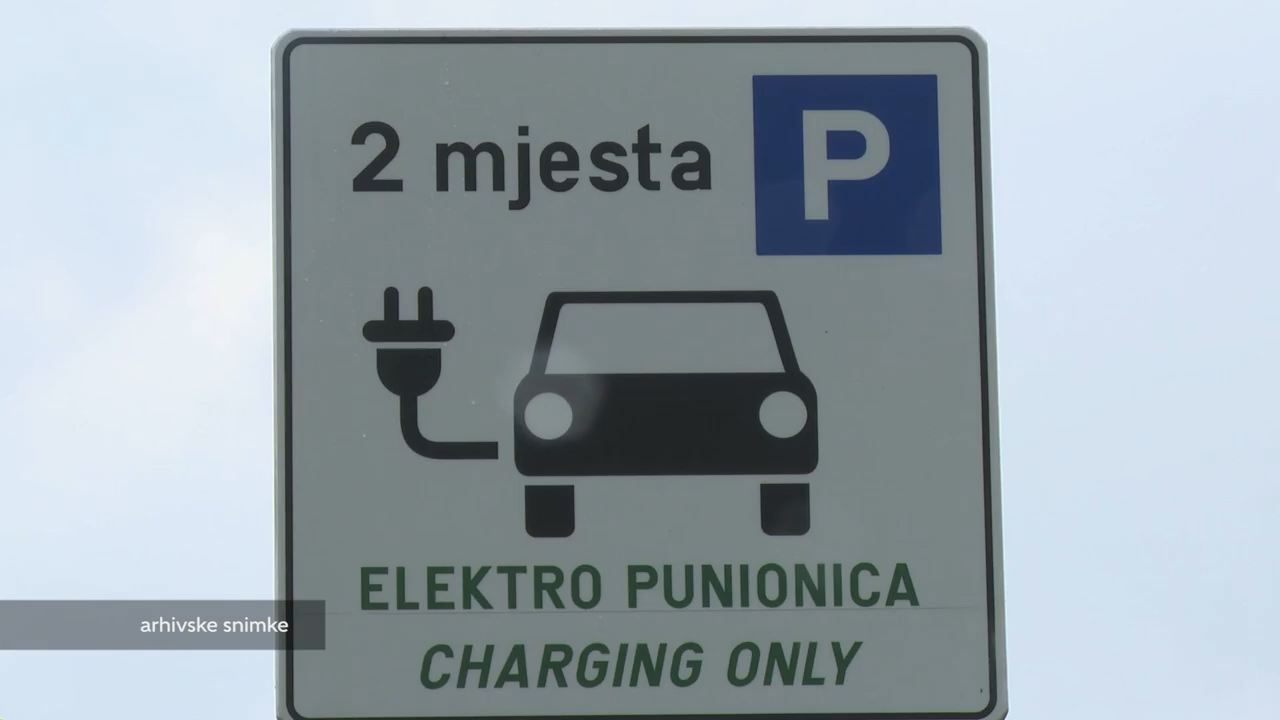 2 mjesta P
ELEKTRO PUNIONICA
arhivske snimke
CHARGING ONLY